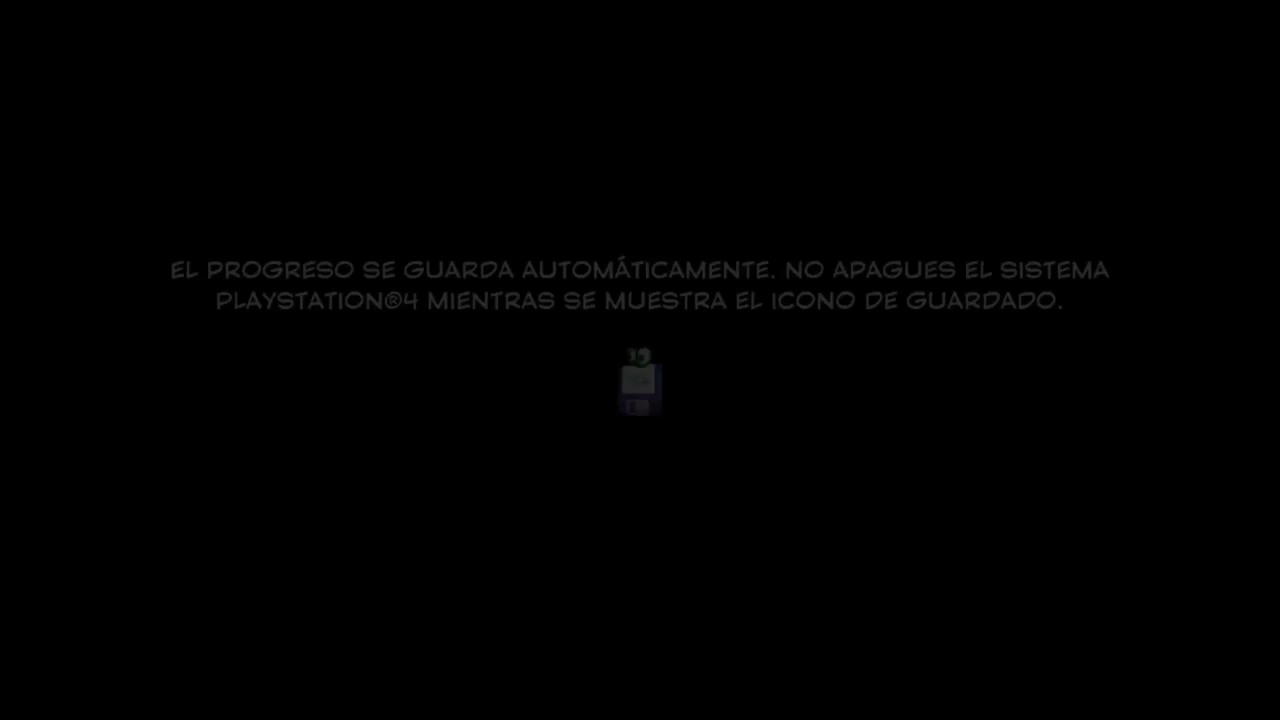 EL PROGRESO SE GUARDA AUTOMÁTICAMENTE. NO APAGUES EL SISTEMA
PLAYSTATION®4 MIENTRAS SE MUESTRA EL ICONO DE GUARDADO.